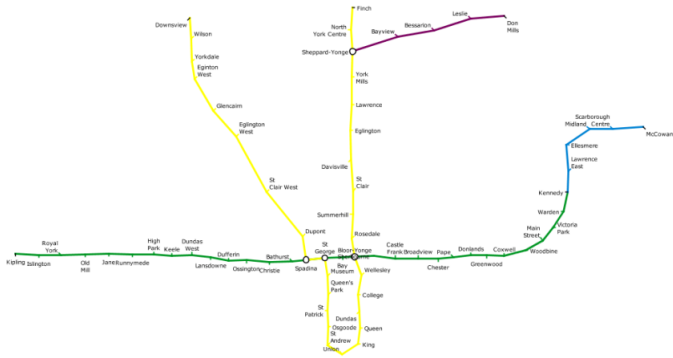 Finch
Downsview
Wilson
North
York Centre
Leslie
Bessarion
Bayview
Don
Mills
Sheppard-Yonge
Yorkdale
Eginton
West
York
Mills
Glencairn
Lawrence
Eglington
West
Eglington
Scarborough
Midland Centre
McCowan
Ellesmere
Lawrence
East
Davisville
St
Clair West
St
Clair
Kennedy
Summerhill
Warden
Dupont
Rosedale
Main
Street
Victoria
Park
Royal
York
High
Park
Keele
Dundas
West
Dufferin
Bathurst
St
George
Bloor-Yonge
Castle
Frank
Broadview
Pape
Donlands
Coxwell
Woodbine
Kipling
Islington
Old
Mill
Jane
Runnymede
Lansdowne
Ossington
Christie
Spadina
Bay
Museum
Wellesley
Chester
Greenwood
Queen's
Park
College
St
Patrick
Dundas
Osgoode
Queen
St
Andrew
Union
King